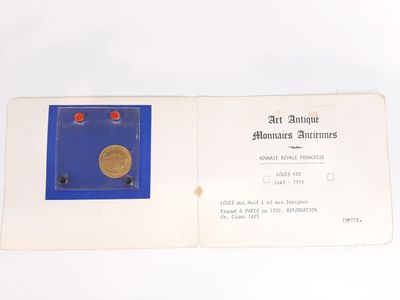 Art Antique
Monnaies Anciennes
MONNAIE ROYALE FRANCAISE
LOUIS XIV
1643 - 1715
LOUIS aux Huit L et aux Insignes
Frappé à PARIS en 1702, REFORMATION